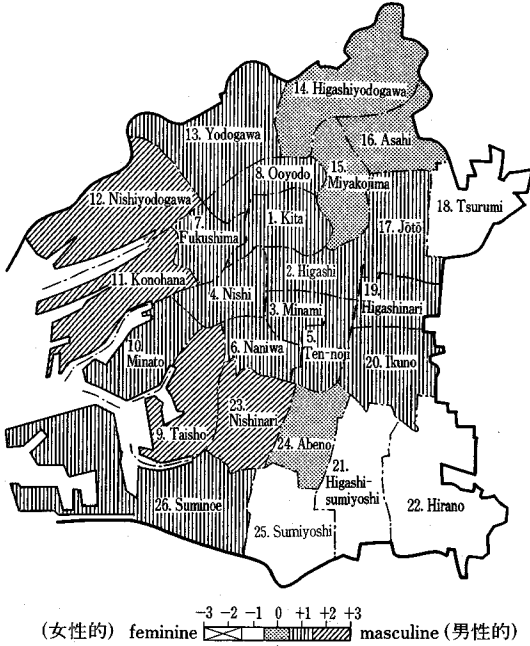 14. Higashiyodogawa
13. Yodogawa
16. Asahi
15.
Miyakojima
8. Ooyodo
12. Nishiyodogawa
18. Tsurumi
7.
Fukushima
1. Kita
17. Jōtō
2. Higashi
11. Konohana
4. Nishi
19.
Higashinari
3. Minami
10.
Minato
5.
Ten-noji
6. Naniwa
20. Ikuno
23.
Nishinari
9. Taisho
24. Abeno
21.
Higashi-
sumiyoshi
26. Suminoe
22. Hirano
25. Sumiyoshi
−3 −2 −1 0 +1 +2 +3
(女性的) feminine masculine (男性的)